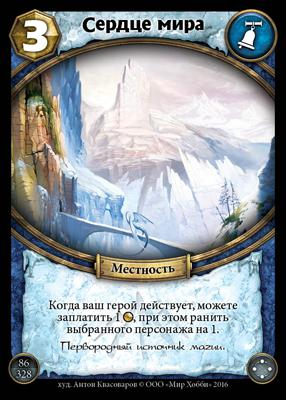 3
Сердце мира
Местность
Когда ваш герой действует, можете
заплатить 1 , при этом ранить
выбранного персонажа на 1.
Первородный источник магии.
86
328
худ. Антон Квасоваров © ООО «Мир Хобби» 2016